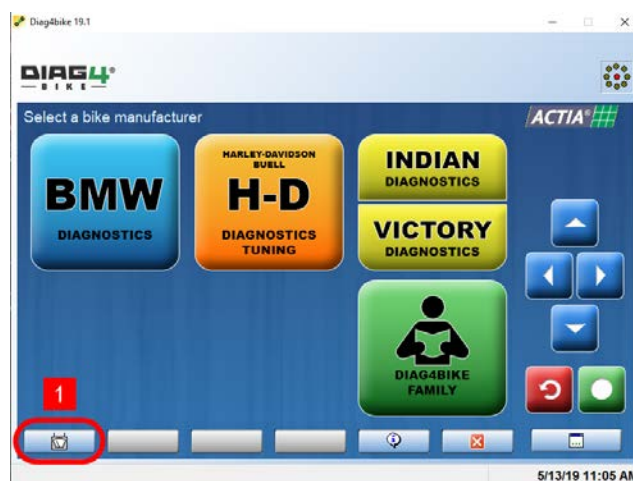 Diag4bike 19.1
DIAG4®
BIKE
Select a bike manufacturer
ACTIA®
BMW
DIAGNOSTICS
HARLEY-DAVIDSON
BUELL
H-D
DIAGNOSTICS
TUNING
INDIAN
DIAGNOSTICS
VICTORY
DIAGNOSTICS
DIAG4BIKE
FAMILY
1
5/13/19 11:05 AM